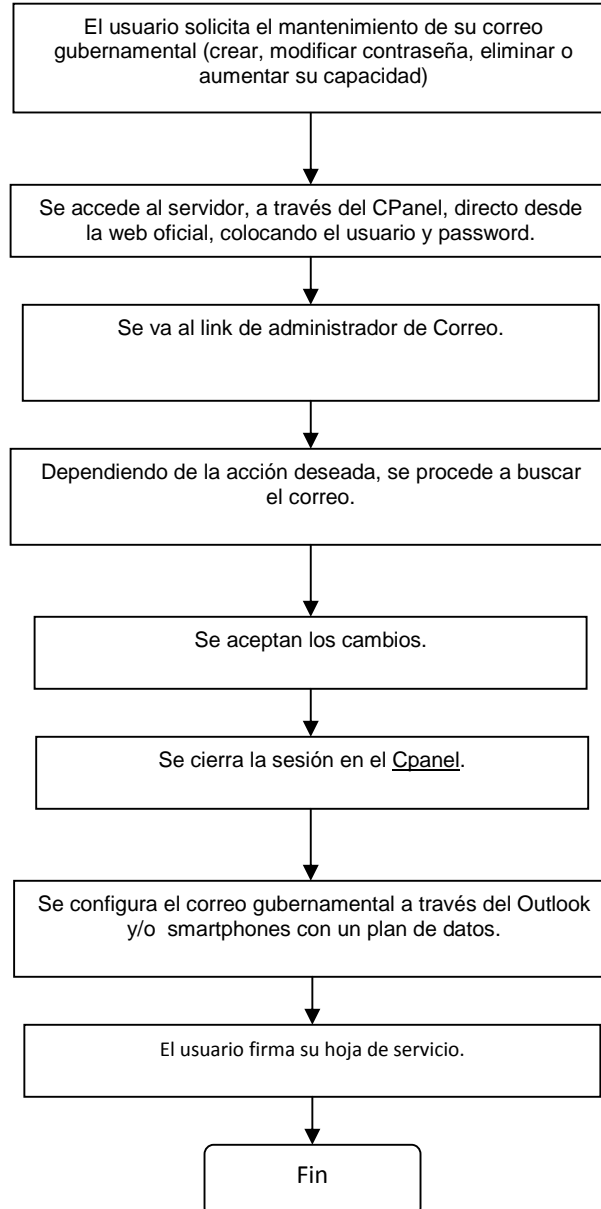 El usuario solicita el mantenimiento de su correo
gubernamental (crear, modificar contraseña, eliminar o
aumentar su capacidad)
Se accede al servidor, a través del CPanel, directo desde
la web oficial, colocando el usuario y password.
Se va al link de administrador de Correo.
Dependiendo de la acción deseada, se procede a buscar
el correo.
Se aceptan los cambios.
Se cierra la sesión en el Cpanel.
Se configura el correo gubernamental a través del Outlook
y/o smartphones con un plan de datos.
El usuario firma su hoja de servicio.
Fin